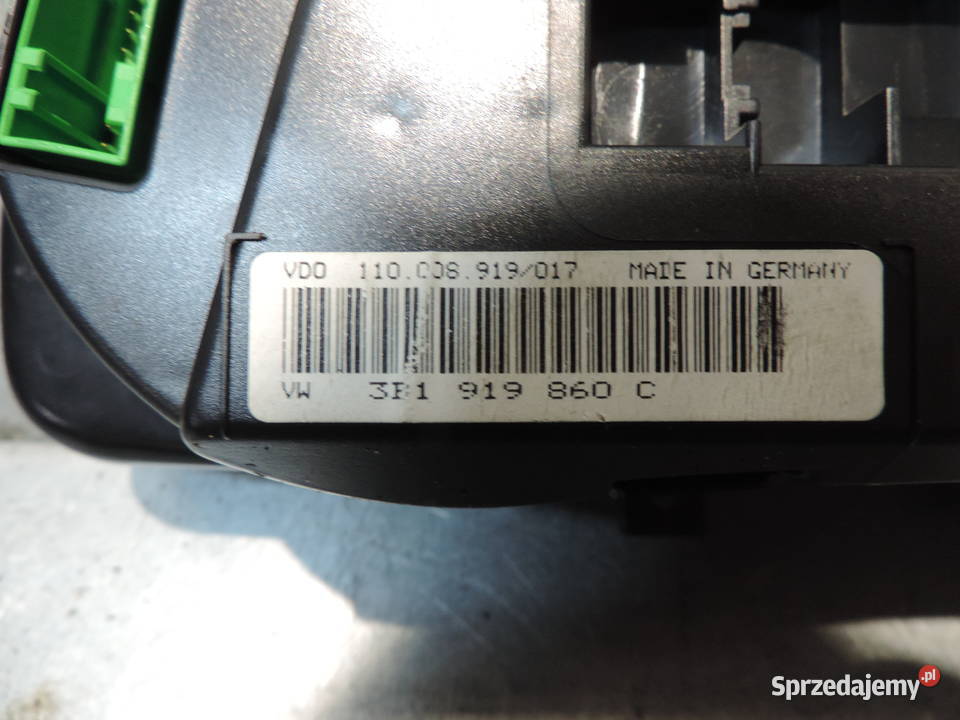 VDO 110.008.919/017 MADE IN GERMANY
VW 3B1 919 860 C
Sprzedajemy.pl